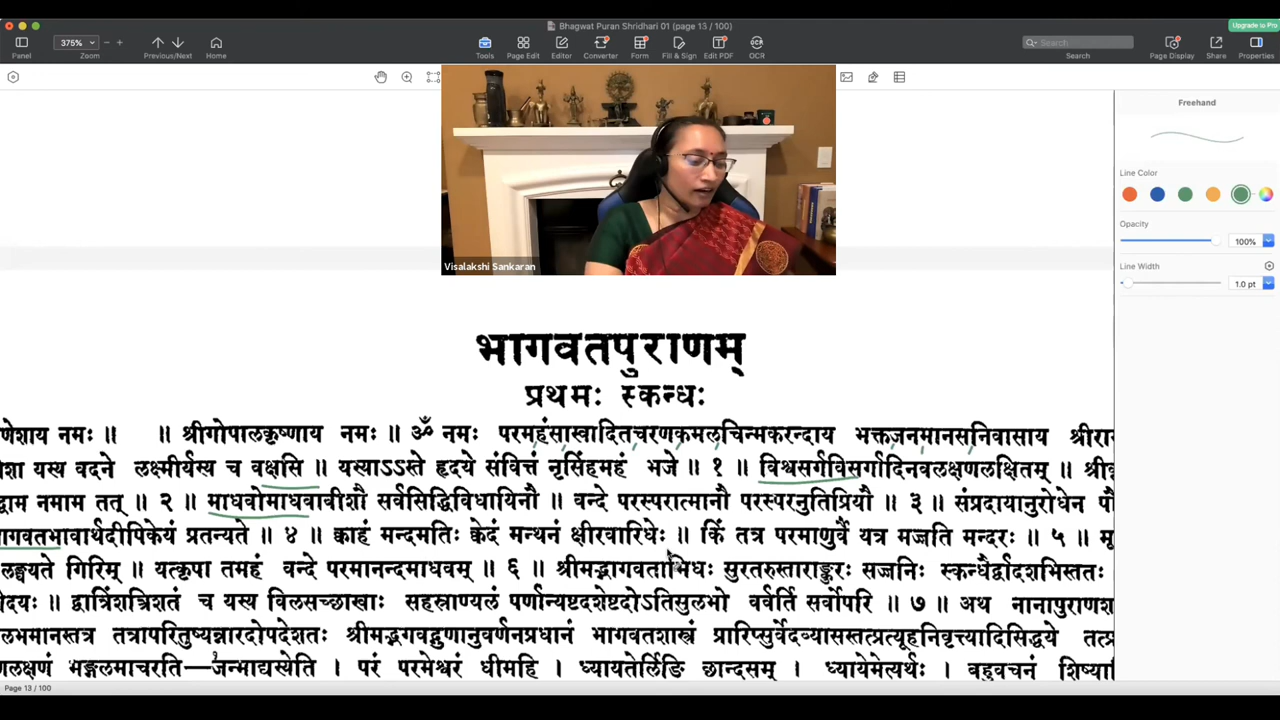 Bhagwat Puran Shridhari 01 (page 13 / 100)
Upgrade to Pro
375%
Panel
Zoom
Previous/Next
Home
Tools
Page Edit
Editor
Converter
Form
Fill & Sign
Edit PDF
OCR
Search
Search
Page Display
Share
Properties
Visalakshi Sankaran
Freehand
Line Color
Opacity
100%
Line Width
1.0 pt
भागवतपुराणम्
प्रथमः स्कन्धः
णेशाय नमः ॥ ॥ श्रीगोपालकृष्णाय नमः ॥ ॐ नमः परमहंसास्वादितचरणकमलचिन्मकरन्दाय भक्तजनमानसनिवासाय श्रीरा
ीशा यस्य वदने लक्ष्मीर्यस्य च वक्षसि ॥ यस्याऽऽस्ते हृदये संवित्तं नृसिंहमहं भजे ॥ १ ॥ विश्वसर्गविसर्गादिनवलक्षणलक्षितम् ॥ श्रीकृ
द्धाम नमाम तत् ॥ २ ॥ माधवोमाधवावीशौ सर्वसिद्धिविधायिनौ ॥ वन्दे परस्परात्मानौ परस्परनुतिप्रियौ ॥ ३ ॥ संप्रदायानुरोधेन पौ
ागवतभावार्थदीपिकेयं प्रतन्यते ॥ ४ ॥ क्वाहं मन्दमतिः क्वेदं मन्थनं क्षीरवारिधेः ॥ किं तत्र परमाणुर्वै यत्र मज्जति मन्दरः ॥ ५ ॥ मू
लङ्घयते गिरिम् ॥ यत्कृपा तमहं वन्दे परमानन्दमाधवम् ॥ ६ ॥ श्रीमद्भागवताभिधः सुरतरुस्ताराङ्कुरः सज्जनिः स्कन्धैर्द्वादशभिस्ततः
दयः ॥ द्वात्रिंशत्रिशतं च यस्य विलसच्छाखाः सहस्राण्यलं पर्णान्यष्टदशेष्टदोऽतिसुलभो वर्वर्ति सर्वोपरि ॥ ७ ॥ अथ नानापुराणश
लभमानस्तत्र तत्रापरितुष्यन्नारदोपदेशतः श्रीमद्भगवद्गुणानुवर्णनप्रधानं भागवतशास्त्रं प्रारिप्सुर्वेदव्यासस्तत्प्रत्यूहनिवृत्त्यादिसिद्धये तत्प्र
णलक्षणं मङ्गलमाचरति—जन्माद्यस्येति । परं परमेश्वरं धीमहि । ध्यायतेर्लिङि छान्दसम् । ध्यायेमेत्यर्थः । बहुवचनं शिष्या
Page 13 / 100